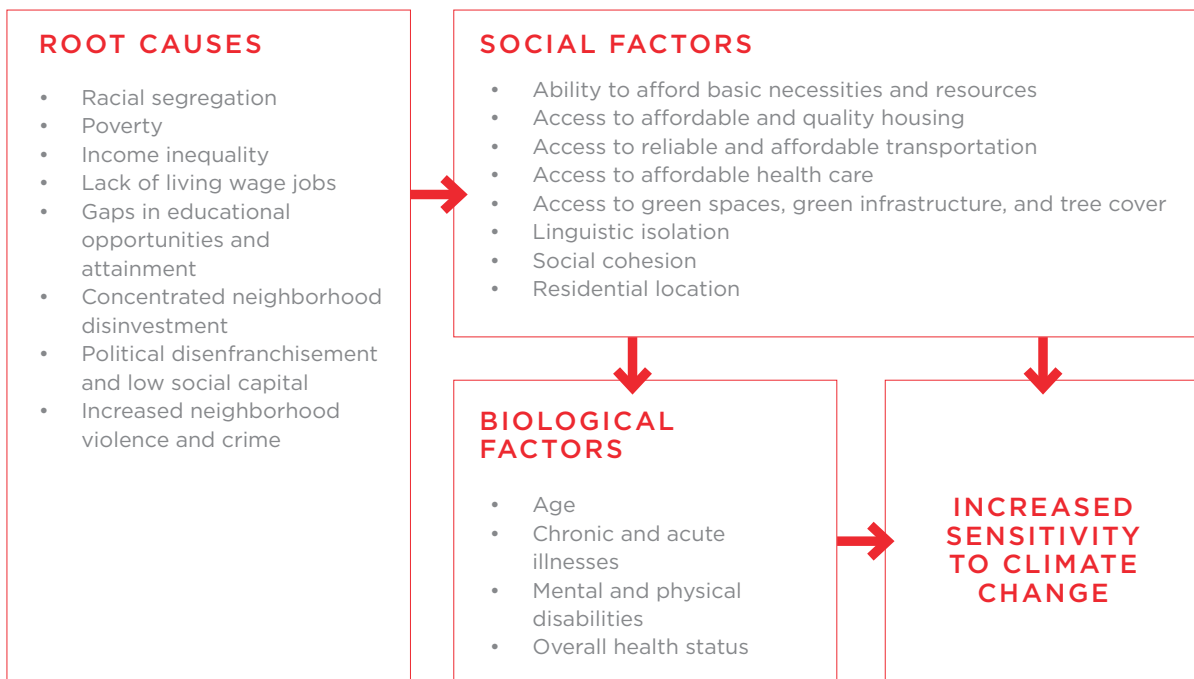 ROOT CAUSES
• Racial segregation
• Poverty
• Income inequality
• Lack of living wage jobs
• Gaps in educational
opportunities and
attainment
• Concentrated neighborhood
disinvestment
• Political disenfranchisement
and low social capital
• Increased neighborhood
violence and crime
SOCIAL FACTORS
• Ability to afford basic necessities and resources
• Access to affordable and quality housing
• Access to reliable and affordable transportation
• Access to affordable health care
• Access to green spaces, green infrastructure, and tree cover
• Linguistic isolation
• Social cohesion
• Residential location
BIOLOGICAL
FACTORS
• Age
• Chronic and acute
illnesses
• Mental and physical
disabilities
• Overall health status
INCREASED
SENSITIVITY
TO CLIMATE
CHANGE